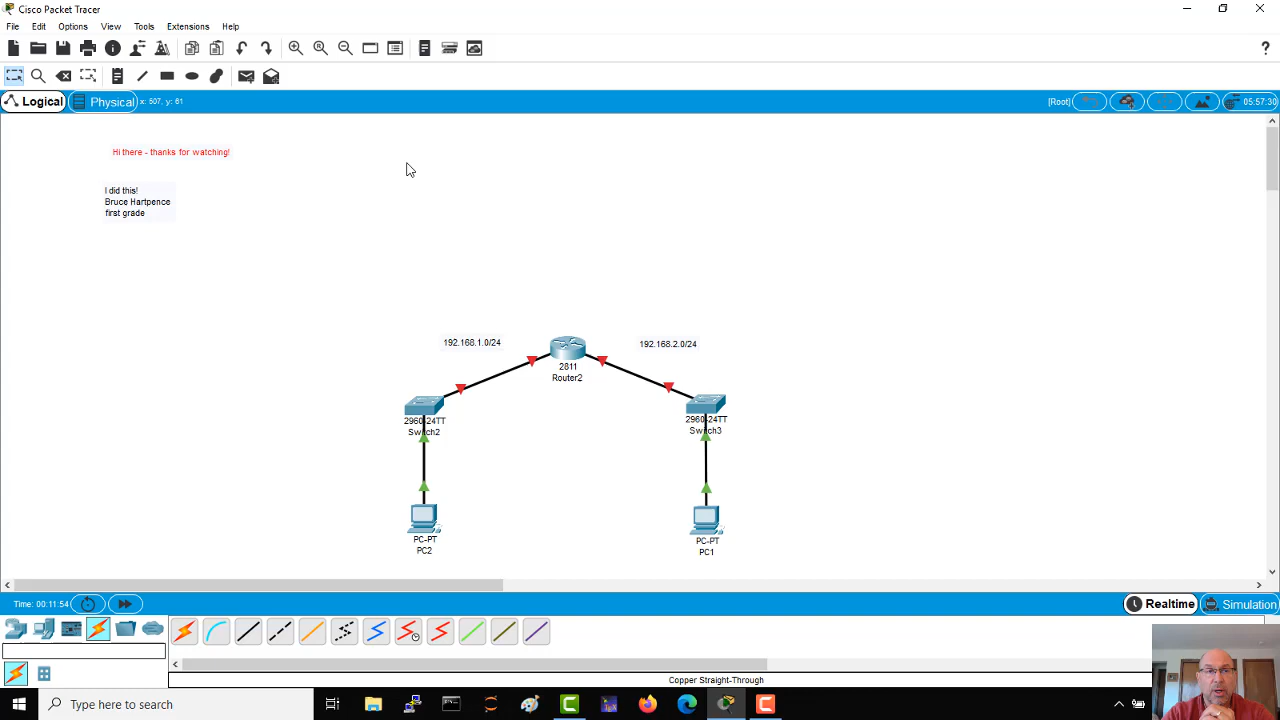 Cisco Packet Tracer
File Edit Options View Tools Extensions Help
Logical Physical x: 507, y: 61 [Root] 05:57:30
Hi there - thanks for watching!
I did this!
Bruce Hartpence
first grade
192.168.1.0/24 192.168.2.0/24
2811
Router2
2960-24TT 2960-24TT
Switch2 Switch3
PC-PT PC-PT
PC2 PC1
Time: 00:11:54 Realtime Simulation
Copper Straight-Through
Type here to search